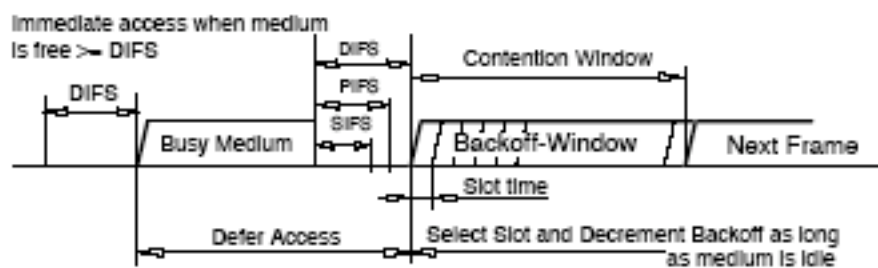 Immediate access when medium
is free >= DIFS
DIFS
DIFS
PIFS
SIFS
Contention Window
Busy Medium
Backoff-Window
Next Frame
Slot time
Defer Access
Select Slot and Decrement Backoff as long
as medium is idle